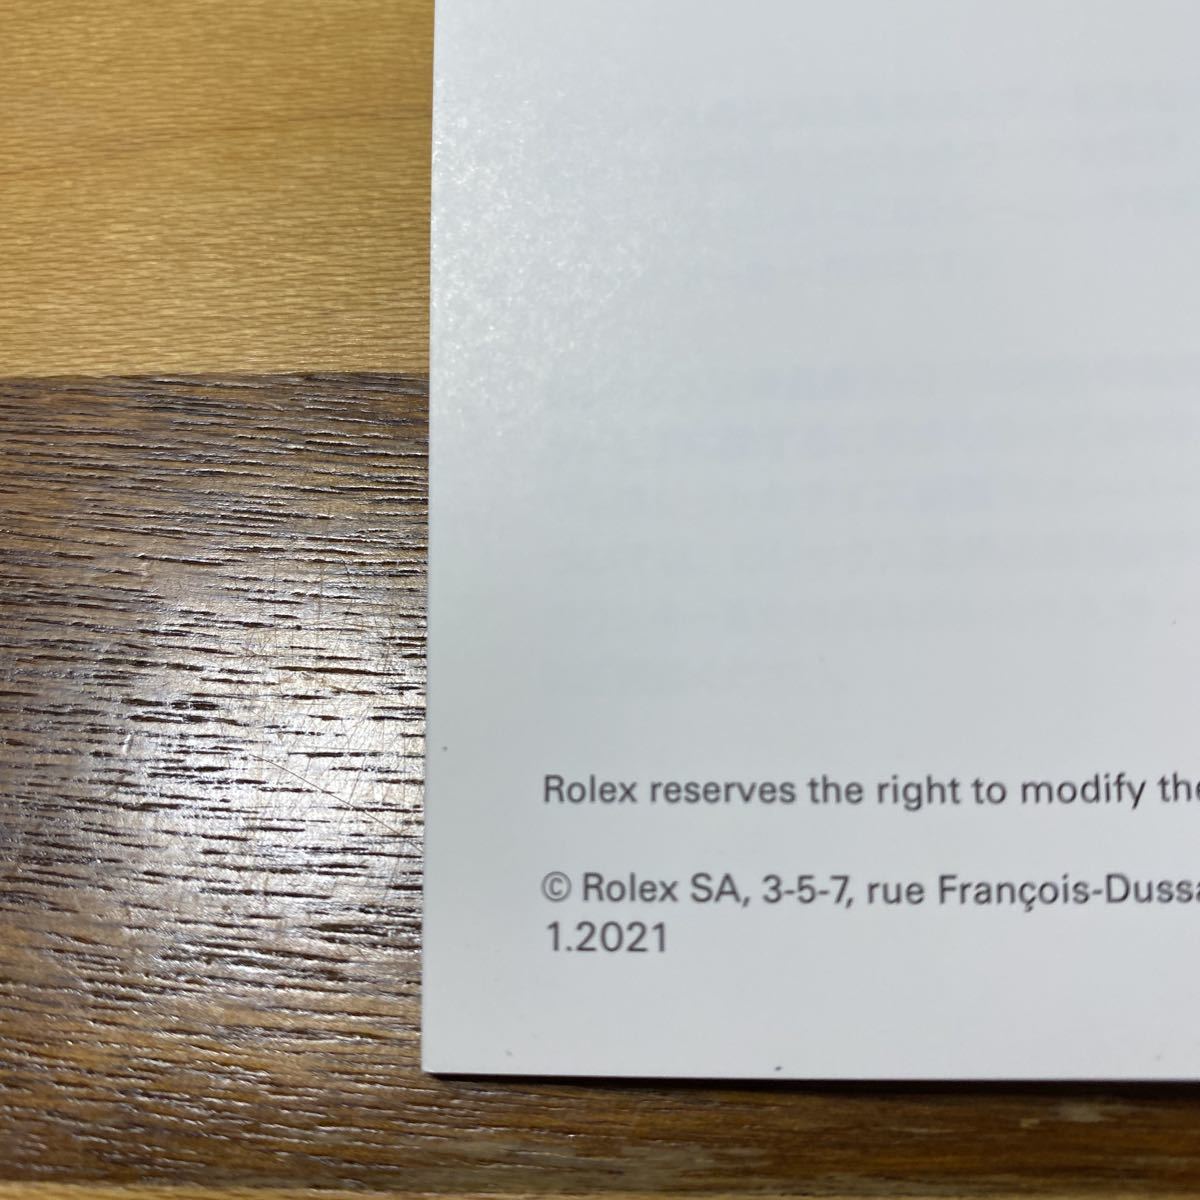 Rolex reserves the right to modify the
© Rolex SA, 3-5-7, rue François-Dussa
1.2021